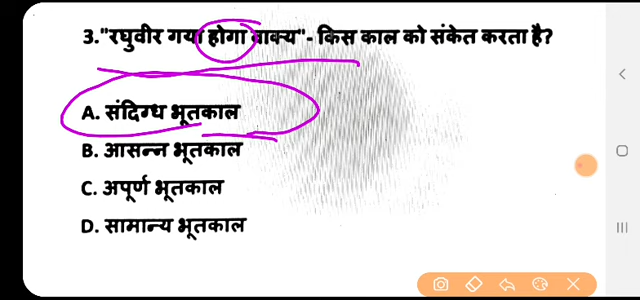 3."रघुवीर गया होगा वाक्य"- किस काल को संकेत करता है?
A. संदिग्ध भूतकाल
B. आसन्न भूतकाल
C. अपूर्ण भूतकाल
D. सामान्य भूतकाल